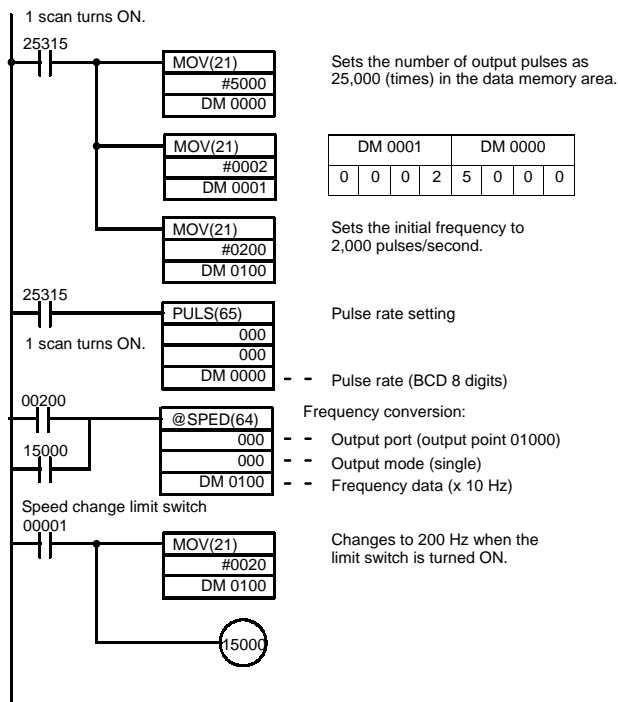 1 scan turns ON.
25315
MOV(21)
#5000
DM 0000
Sets the number of output pulses as
25,000 (times) in the data memory area.
MOV(21)
#0002
DM 0001
DM 0001 DM 0000
0 0 0 2 5 0 0 0
MOV(21)
#0200
DM 0100
Sets the initial frequency to
2,000 pulses/second.
25315
1 scan turns ON.
PULS(65)
000
000
DM 0000
Pulse rate setting
Pulse rate (BCD 8 digits)
00200
15000
@SPED(64)
000
000
DM 0100
Frequency conversion:
Output port (output point 01000)
Output mode (single)
Frequency data (x 10 Hz)
Speed change limit switch
00001
MOV(21)
#0020
DM 0100
Changes to 200 Hz when the
limit switch is turned ON.
15000